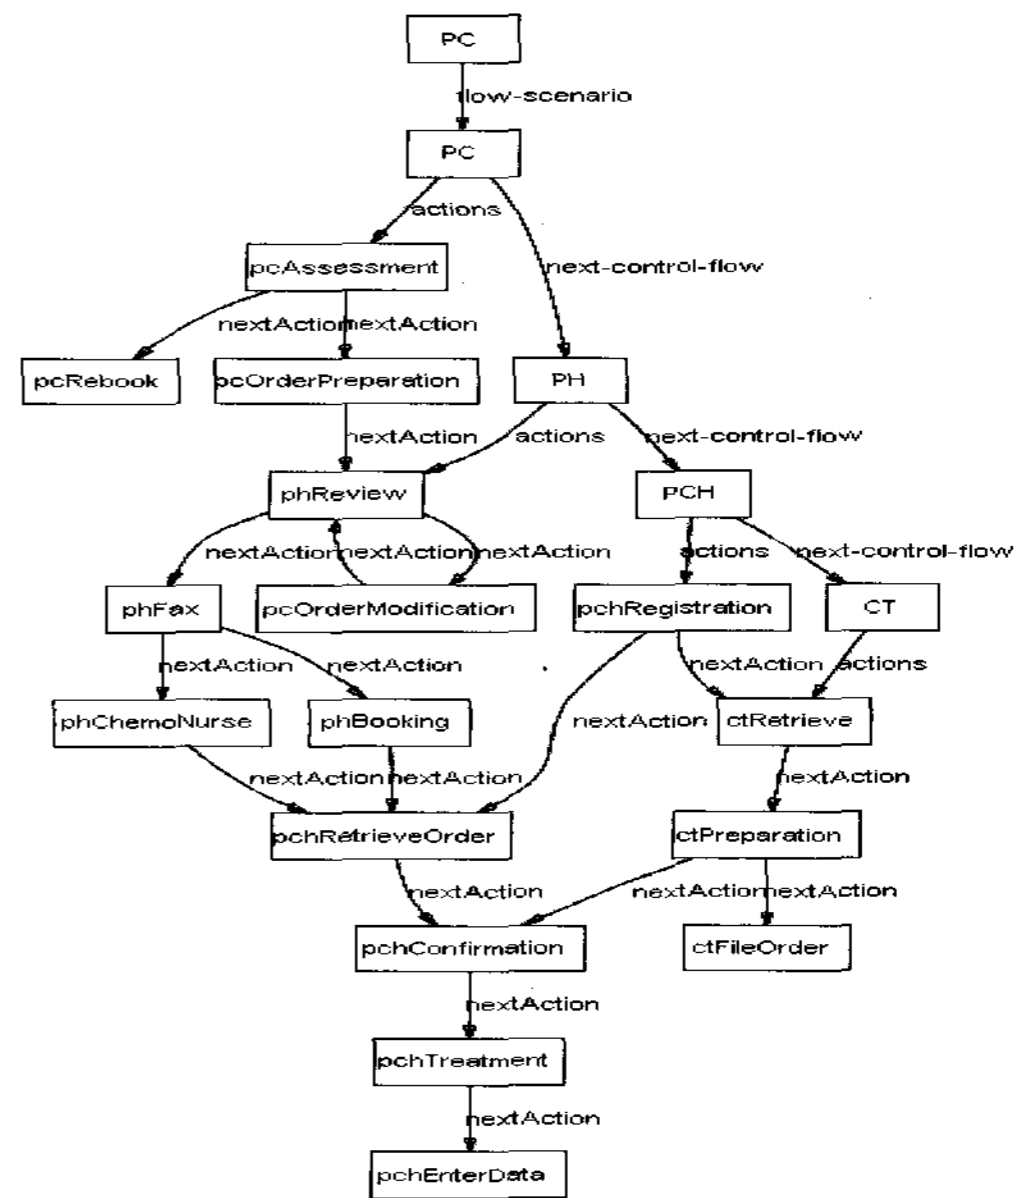 PC
flow-scenario
PC
actions
pcAssessment
next-control-flow
nextAction nextAction
pcRebook pcOrderPreparation PH
nextAction actions next-control-flow
phReview PCH
nextAction nextAction nextAction actions next-control-flow
phFax pcOrderModification pchRegistration CT
nextAction nextAction nextAction actions
phChemoNurse phBooking nextAction ctRetrieve
nextAction nextAction nextAction
pchRetrieveOrder ctPreparation
nextAction nextAction nextAction
pchConfirmation ctFileOrder
nextAction
pchTreatment
nextAction
pchEnterData